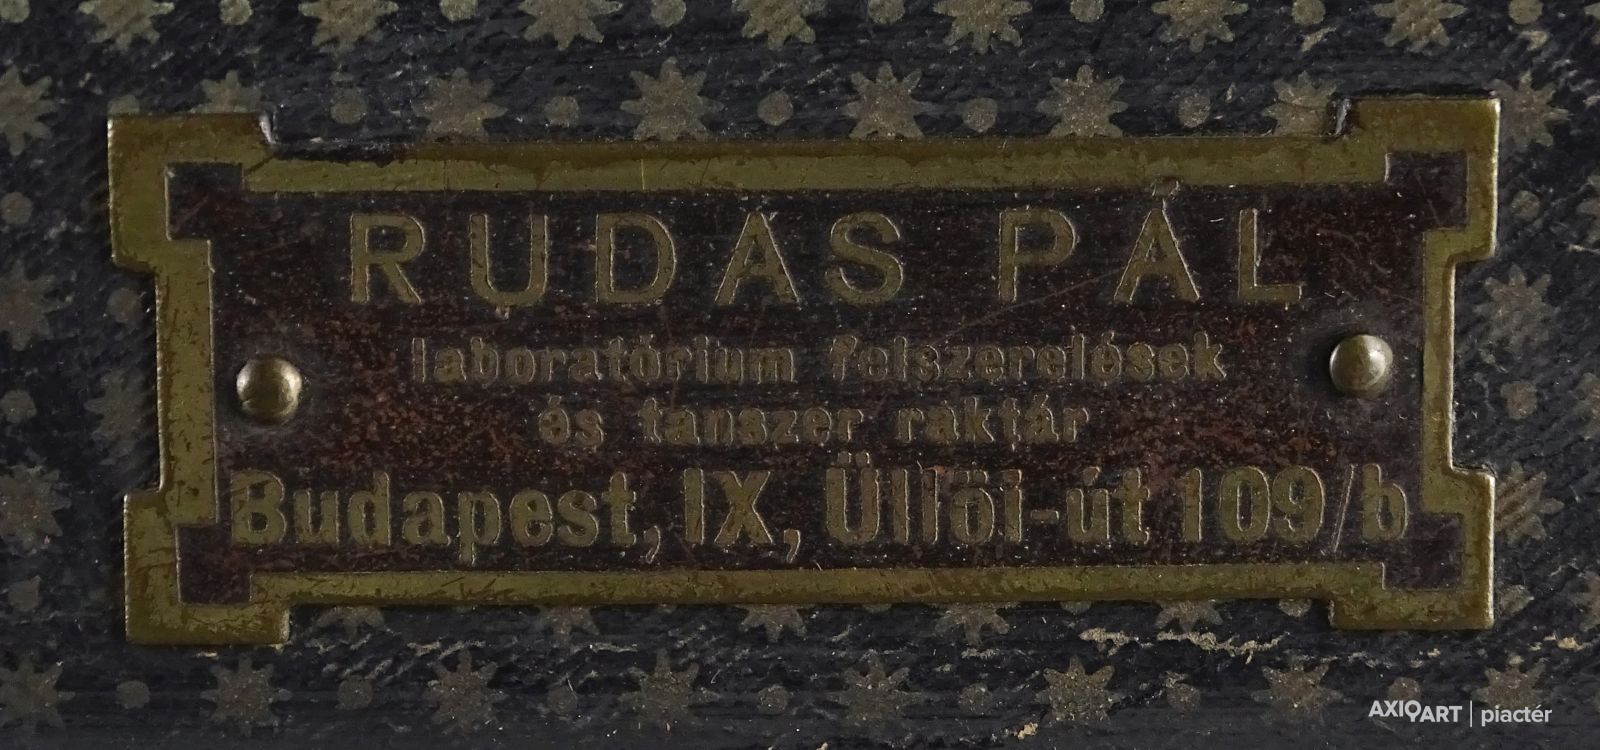 RUDAS PÁL
laboratórium felszerelések
és tanszer raktár
Budapest, IX, Üllői-út 109/b
AXIOART | piactér